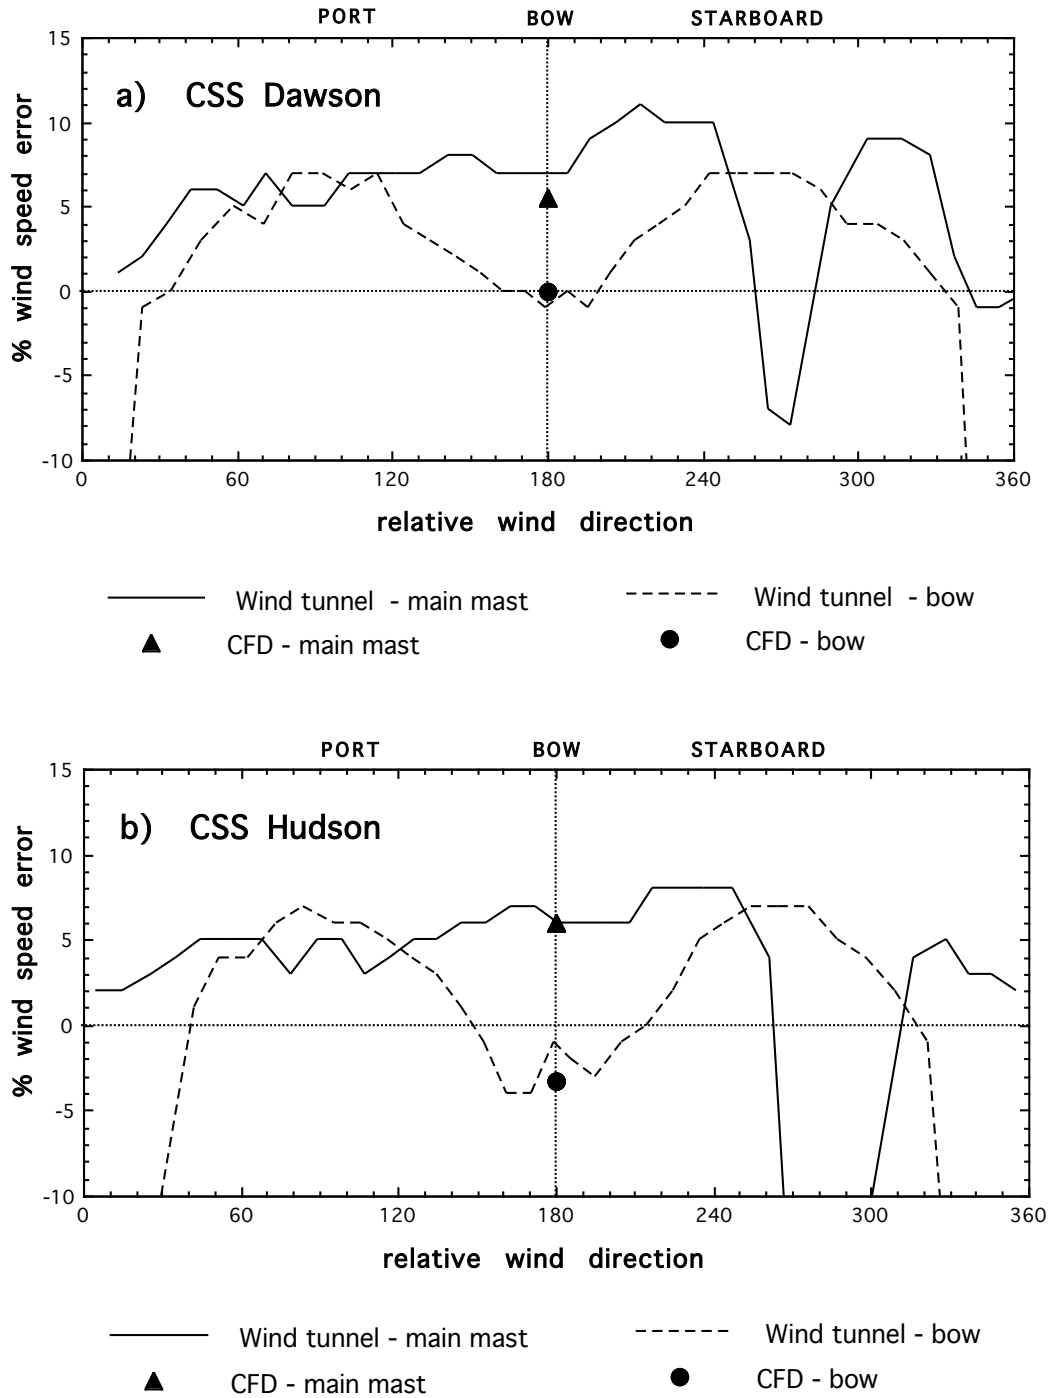 PORT BOW STARBOARD
15
a) CSS Dawson
10
5
0
-5
-10
% wind speed error
0 60 120 180 240 300 360
relative wind direction
Wind tunnel - main mast Wind tunnel - bow
CFD - main mast CFD - bow
PORT BOW STARBOARD
15
b) CSS Hudson
10
5
0
-5
-10
% wind speed error
0 60 120 180 240 300 360
relative wind direction
Wind tunnel - main mast Wind tunnel - bow
CFD - main mast CFD - bow